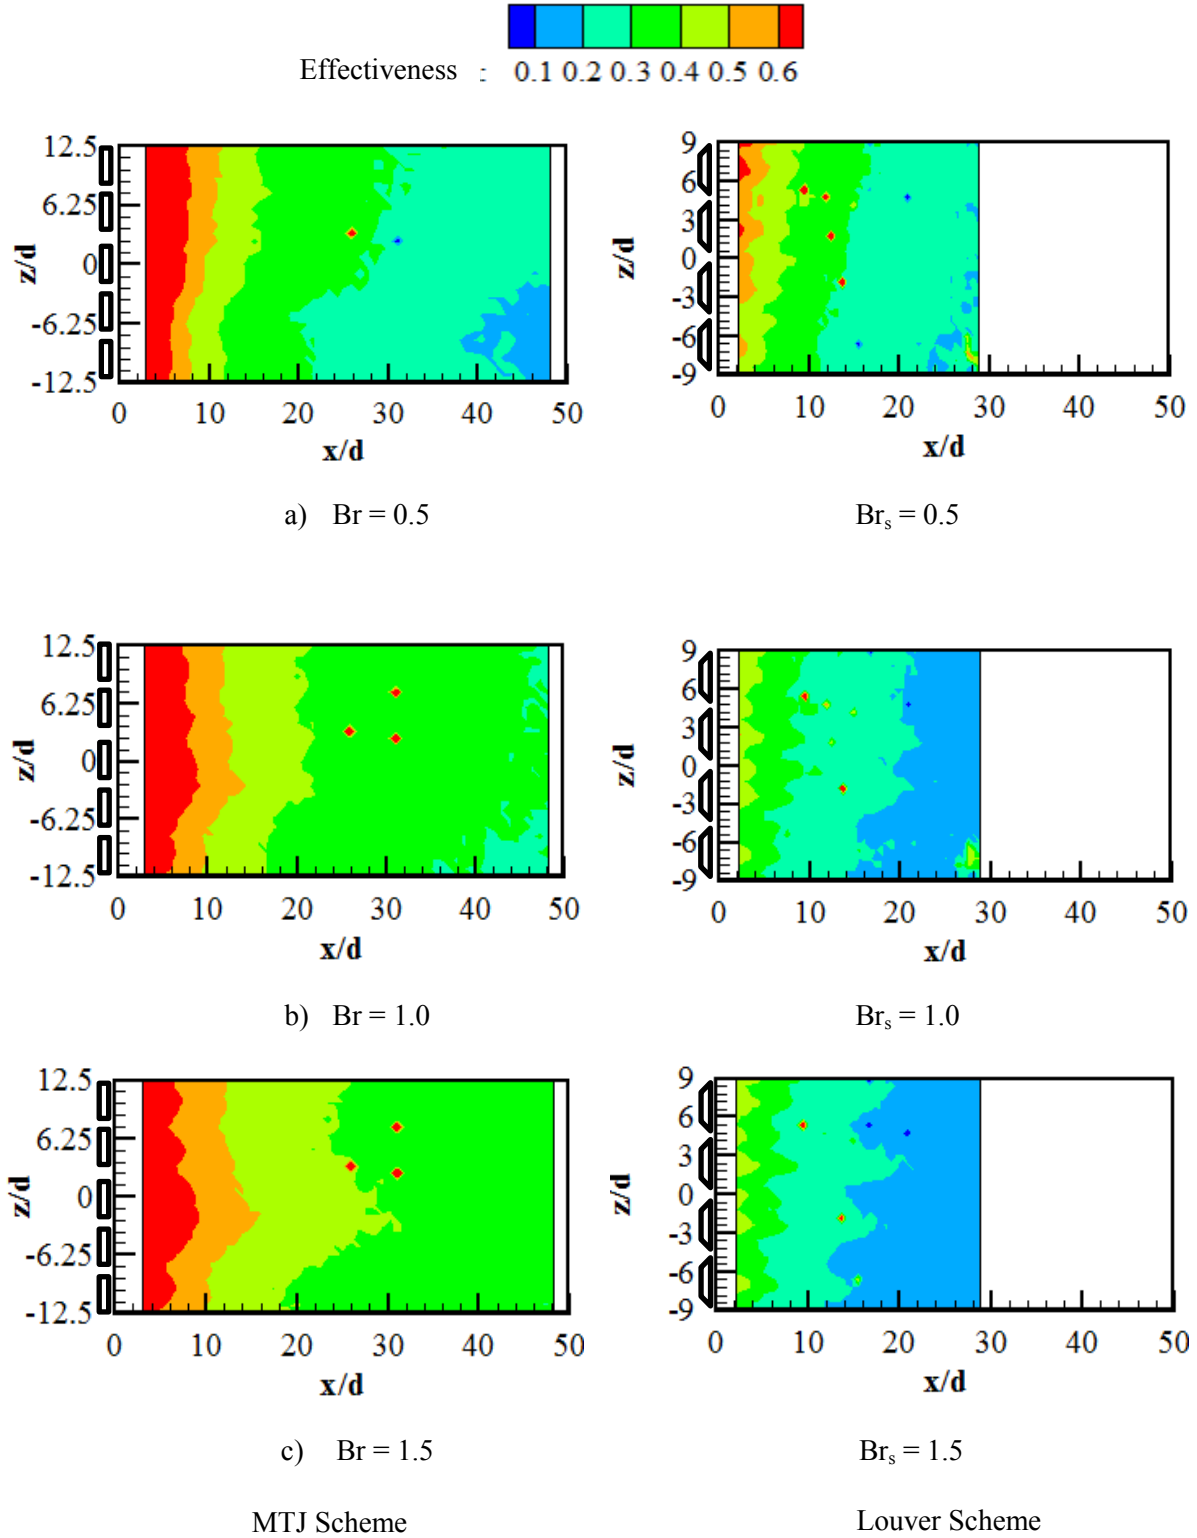 Effectiveness : 0.1 0.2 0.3 0.4 0.5 0.6
12.5
6.25
0
-6.25
-12.5
z/d
0 10 20 30 40 50
x/d
9
6
3
0
-3
-6
-9
z/d
0 10 20 30 40 50
x/d
a) Br = 0.5
Brs = 0.5
12.5
6.25
0
-6.25
-12.5
z/d
0 10 20 30 40 50
x/d
9
6
3
0
-3
-6
-9
z/d
0 10 20 30 40 50
x/d
b) Br = 1.0
Brs = 1.0
12.5
6.25
0
-6.25
-12.5
z/d
0 10 20 30 40 50
x/d
9
6
3
0
-3
-6
-9
z/d
0 10 20 30 40 50
x/d
c) Br = 1.5
Brs = 1.5
MTJ Scheme
Louver Scheme